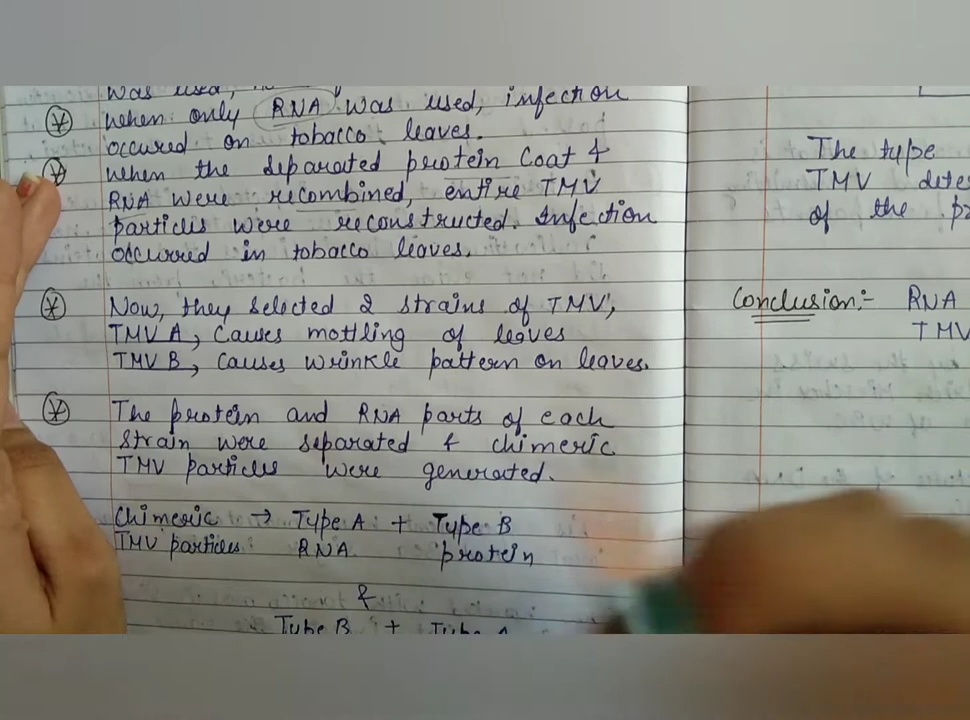 was used,
when only RNA was used, infection
occured on tobacco leaves.
when the separated protein coat &
RNA were recombined, entire TMV
particles were reconstructed. Infection
occurred in tobacco leaves.
Now, they selected 2 strains of TMV,
TMV A, causes mottling of leaves
TMV B, causes wrinkle pattern on leaves.
The protein and RNA parts of each
strain were separated & chimeric
TMV particles were generated.
Chimeric → Type A + Type B
TMV particles RNA protein
&
Type B + Type A
The type
TMV
of the
Conclusion:- RNA
TMV